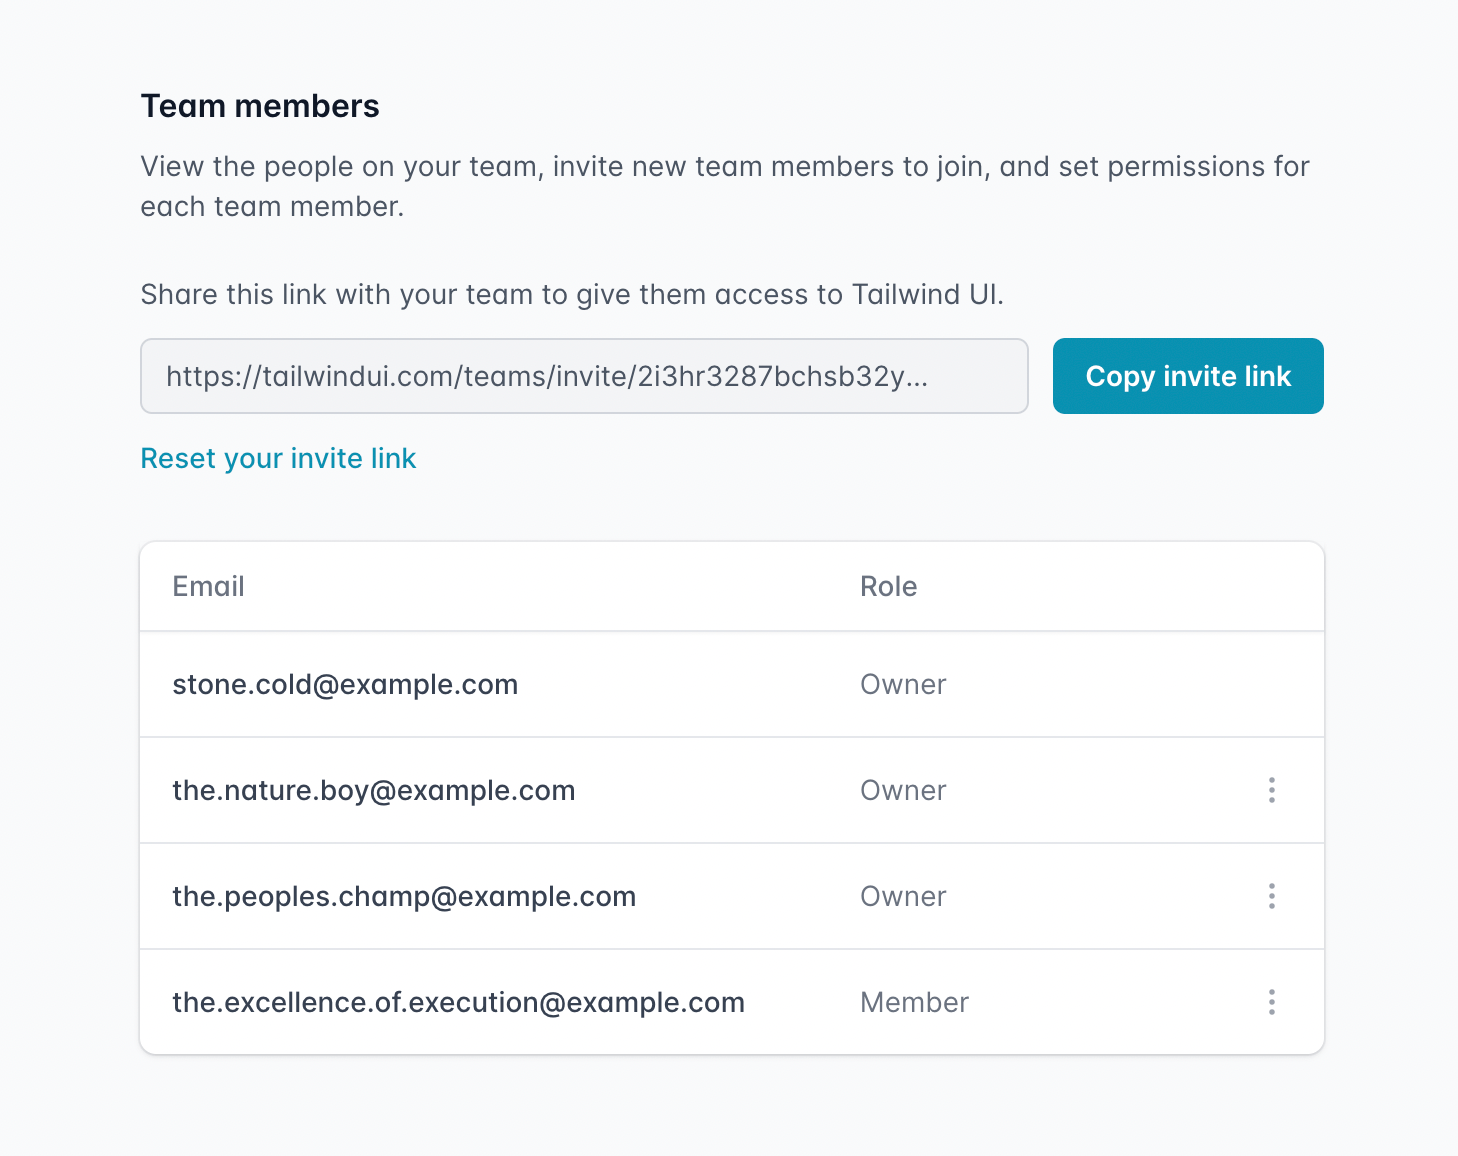 Team members
View the people on your team, invite new team members to join, and set permissions for
each team member.
Share this link with your team to give them access to Tailwind UI.
https://tailwindui.com/teams/invite/2i3hr3287bchsb32y...
Copy invite link
Reset your invite link
Email Role
stone.cold@example.com Owner
the.nature.boy@example.com Owner
the.peoples.champ@example.com Owner
the.excellence.of.execution@example.com Member